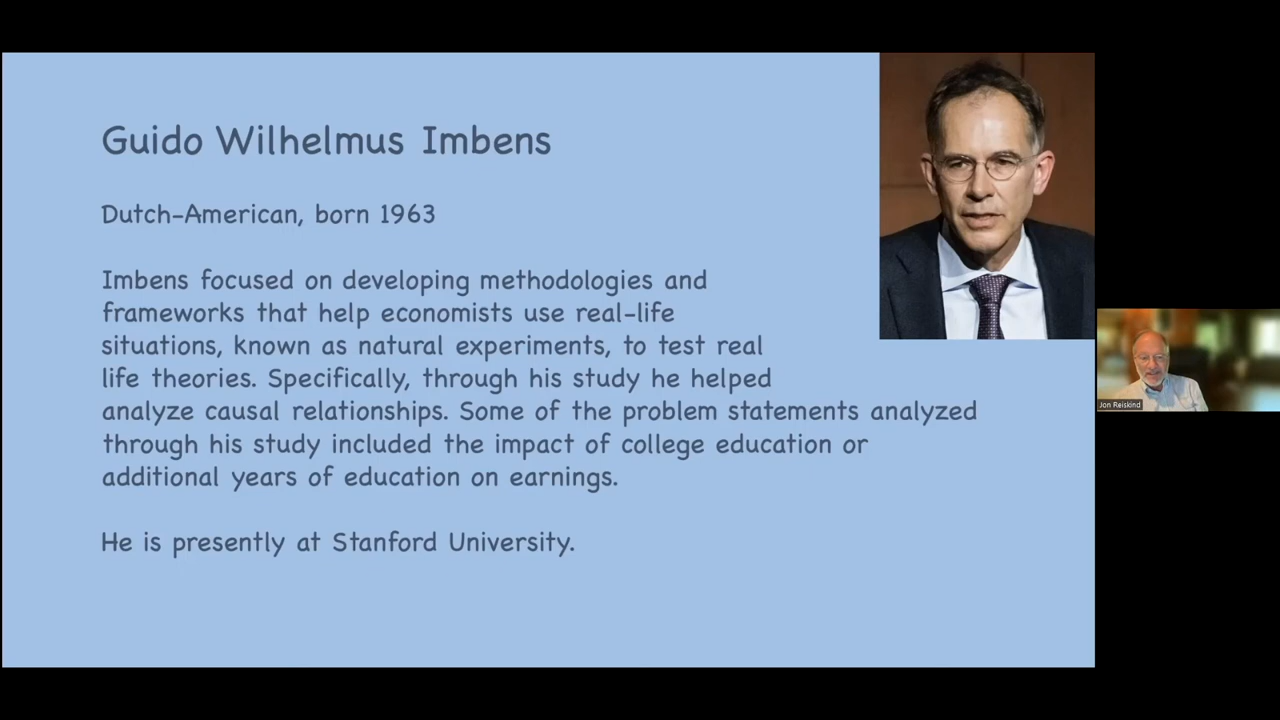 Guido Wilhelmus Imbens
Dutch-American, born 1963
Imbens focused on developing methodologies and
frameworks that help economists use real-life
situations, known as natural experiments, to test real
life theories. Specifically, through his study he helped
analyze causal relationships. Some of the problem statements analyzed
through his study included the impact of college education or
additional years of education on earnings.
He is presently at Stanford University.
Jon Reiskind